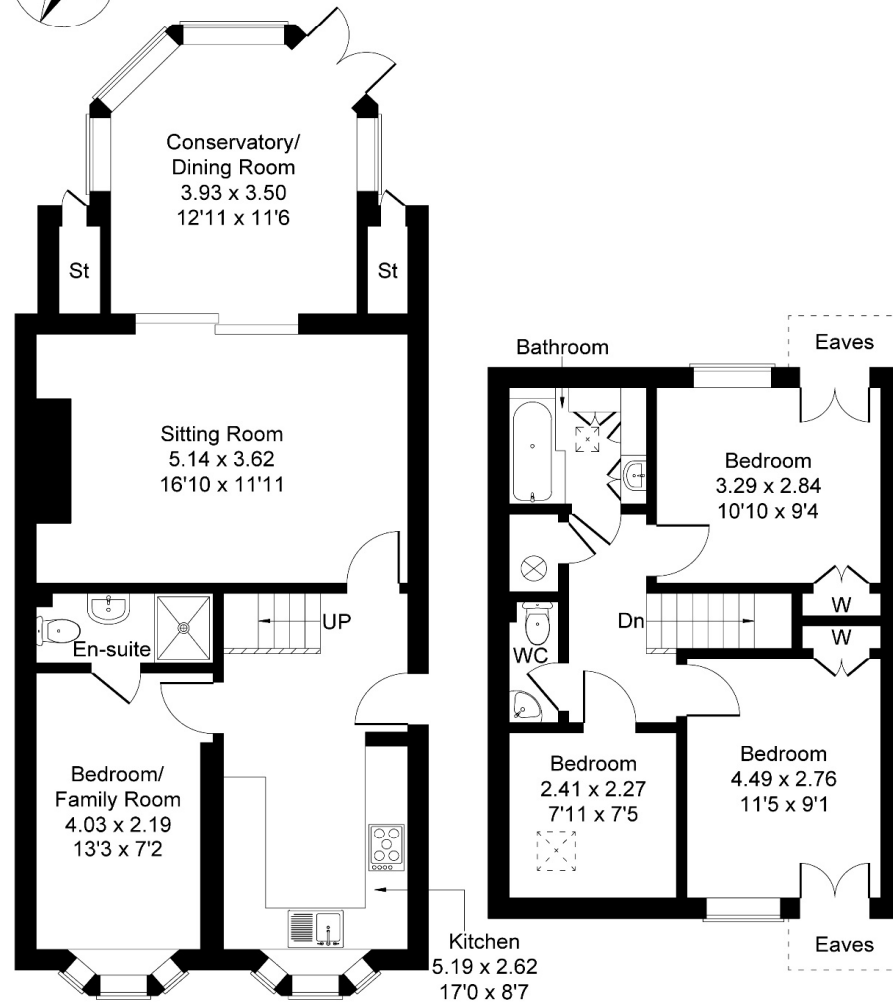 Conservatory/
Dining Room
3.93 x 3.50
12'11 x 11'6
St
St
Sitting Room
5.14 x 3.62
16'10 x 11'11
UP
En-suite
Bedroom/
Family Room
4.03 x 2.19
13'3 x 7'2
Kitchen
5.19 x 2.62
17'0 x 8'7
Bathroom
Eaves
Bedroom
3.29 x 2.84
10'10 x 9'4
W
Dn
W
WC
Bedroom
2.41 x 2.27
7'11 x 7'5
Bedroom
4.49 x 2.76
11'5 x 9'1
Eaves